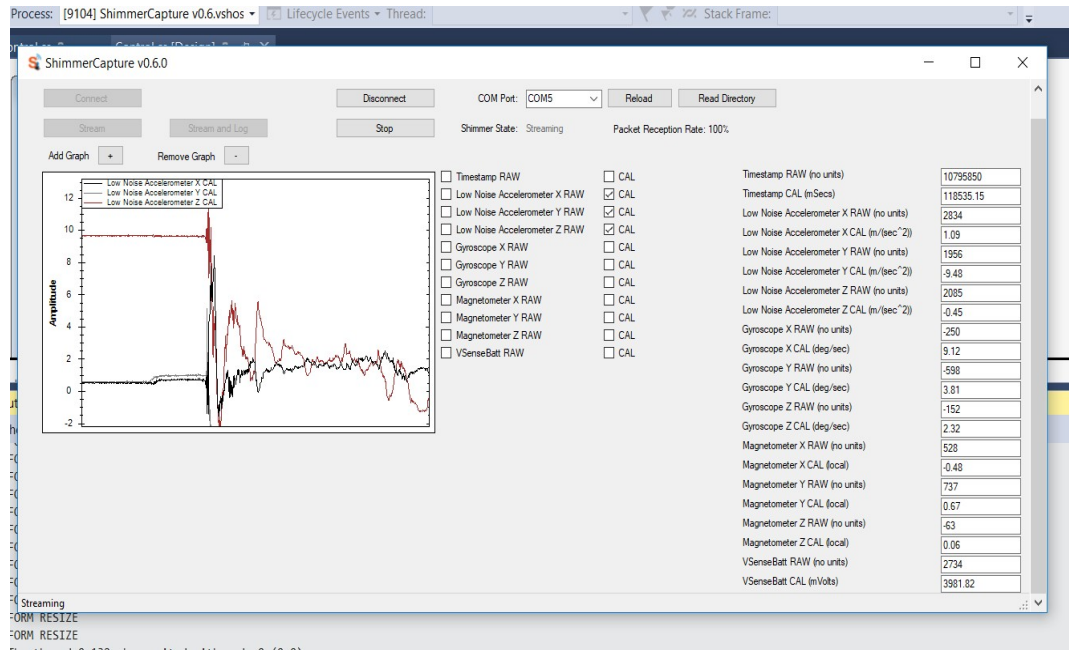 Process: [9104] ShimmerCapture v0.6.vshos Lifecycle Events Thread: Stack Frame:
ShimmerCapture v0.6.0
Connect Disconnect COM Port: COM5 Reload Read Directory
Stream Stream and Log Stop Shimmer State: Streaming Packet Reception Rate: 100%
Add Graph + Remove Graph -
Low Noise Accelerometer X CAL
Low Noise Accelerometer Y CAL
Low Noise Accelerometer Z CAL
12
10
8
6
4
2
0
-2
Amplitude
Timestamp RAW CAL
Low Noise Accelerometer X RAW CAL
Low Noise Accelerometer Y RAW CAL
Low Noise Accelerometer Z RAW CAL
Gyroscope X RAW CAL
Gyroscope Y RAW CAL
Gyroscope Z RAW CAL
Magnetometer X RAW CAL
Magnetometer Y RAW CAL
Magnetometer Z RAW CAL
VSenseBatt RAW CAL
Timestamp RAW (no units) 10795850
Timestamp CAL (mSecs) 118535.15
Low Noise Accelerometer X RAW (no units) 2834
Low Noise Accelerometer X CAL (m/(sec^2)) 1.09
Low Noise Accelerometer Y RAW (no units) 1956
Low Noise Accelerometer Y CAL (m/(sec^2)) -9.48
Low Noise Accelerometer Z RAW (no units) 2085
Low Noise Accelerometer Z CAL (m/(sec^2)) -0.45
Gyroscope X RAW (no units) -250
Gyroscope X CAL (deg/sec) 9.12
Gyroscope Y RAW (no units) -598
Gyroscope Y CAL (deg/sec) 3.81
Gyroscope Z RAW (no units) -152
Gyroscope Z CAL (deg/sec) 2.32
Magnetometer X RAW (no units) 528
Magnetometer X CAL (local) -0.48
Magnetometer Y RAW (no units) 737
Magnetometer Y CAL (local) 0.67
Magnetometer Z RAW (no units) -63
Magnetometer Z CAL (local) 0.06
VSenseBatt RAW (no units) 2734
VSenseBatt CAL (mVolts) 3981.82
Streaming
FORM RESIZE
FORM RESIZE